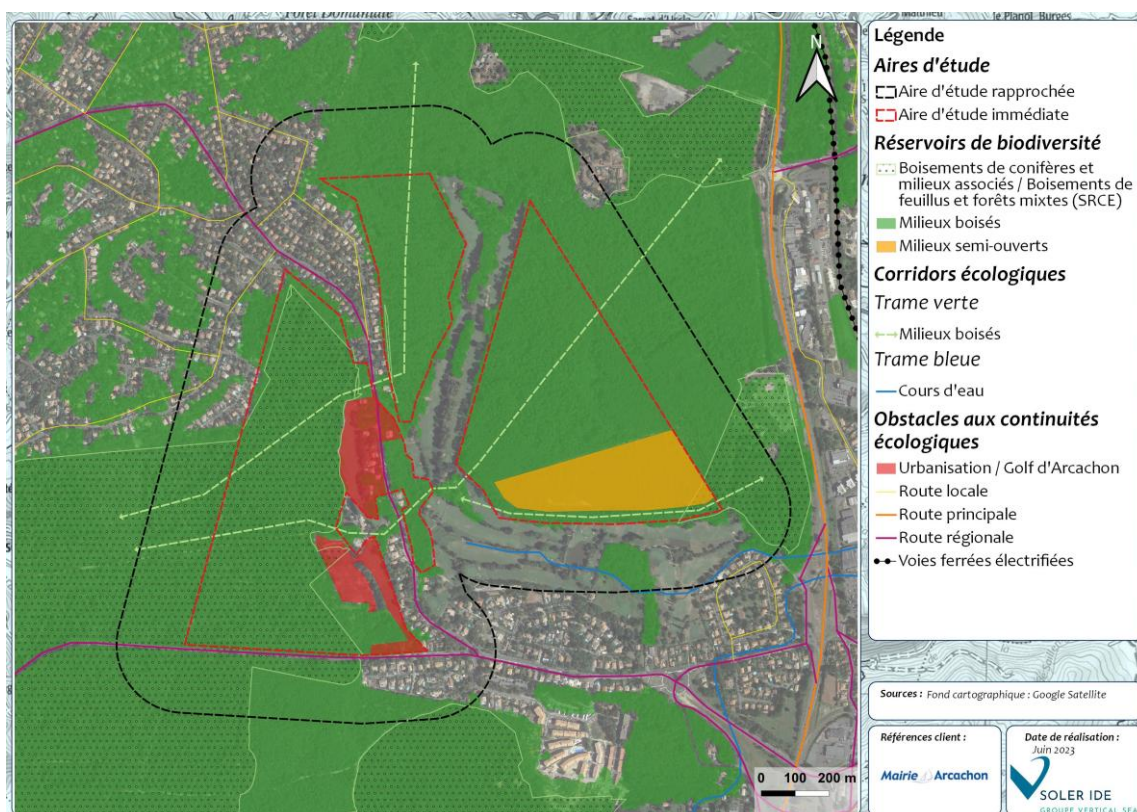 Forêt Domaniale
Légende
Aires d'étude
Aire d'étude rapprochée
Aire d'étude immédiate
Réservoirs de biodiversité
Boisements de conifères et
milieux associés / Boisements de
feuillus et forêts mixtes (SRCE)
Milieux boisés
Milieux semi-ouverts
Corridors écologiques
Trame verte
Milieux boisés
Trame bleue
Cours d'eau
Obstacles aux continuités
écologiques
Urbanisation / Golf d'Arcachon
Route locale
Route principale
Route régionale
Voies ferrées électrifiées
N
0 100 200 m
Sources : Fond cartographique : Google Satellite
Références client :
Mairie Arcachon
Date de réalisation :
Juin 2023
SOLER IDE
GROUPE VERTICAL SEA